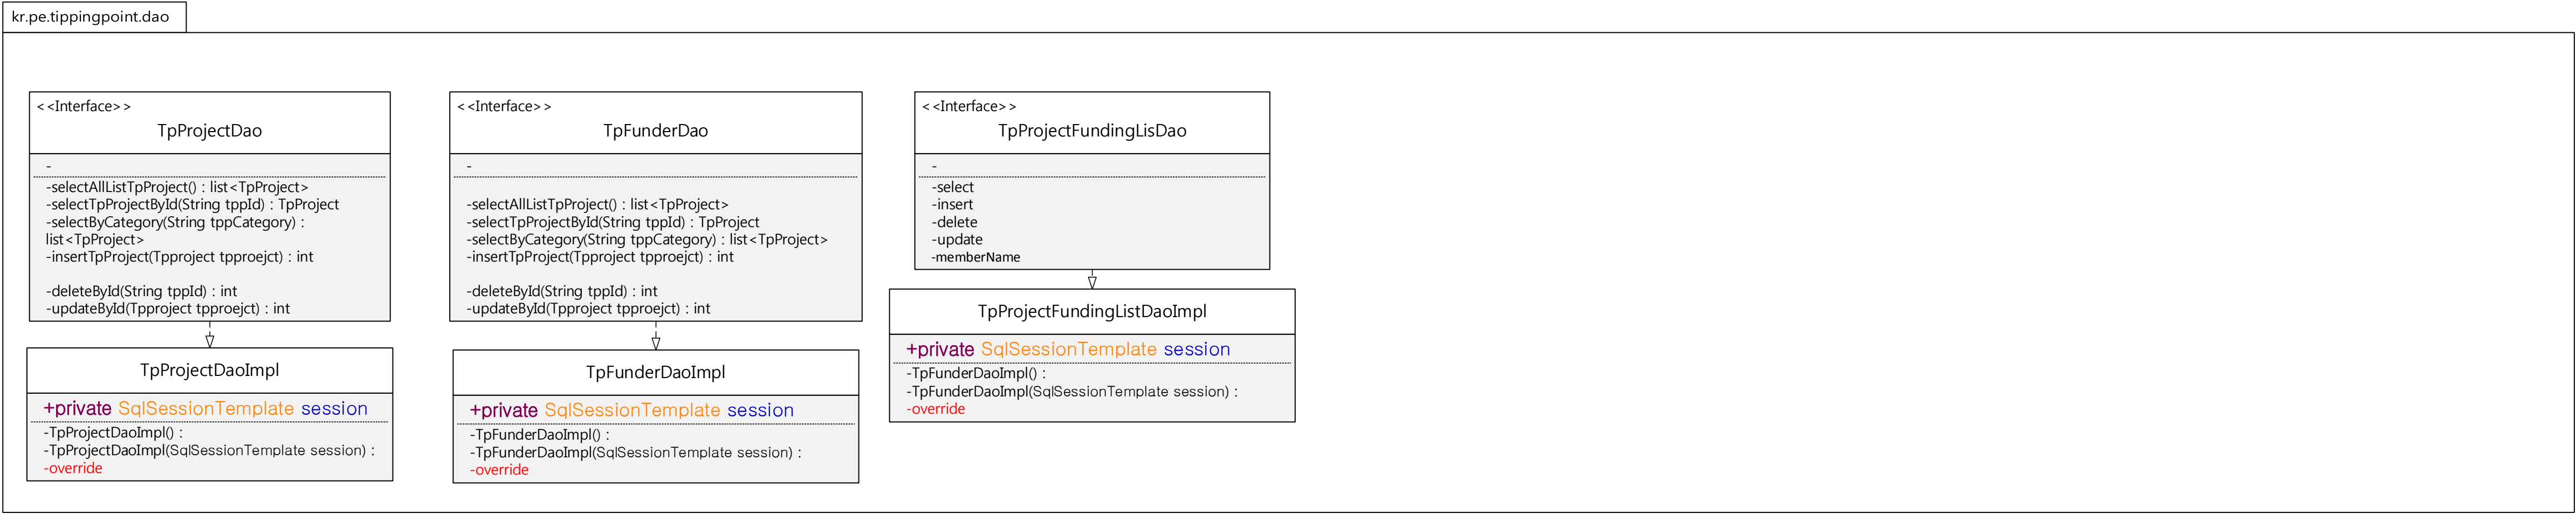 kr.pe.tippingpoint.dao
<<Interface>>
TpProjectDao
-
-selectAllListTpProject() : list<TpProject>
-selectTpProjectById(String tppId) : TpProject
-selectByCategory(String tppCategory) :
list<TpProject>
-insertTpProject(Tpproject tpproejct) : int
-deleteById(String tppId) : int
-updateById(Tpproject tpproejct) : int
TpProjectDaoImpl
+private SqlSessionTemplate session
-TpProjectDaoImpl() :
-TpProjectDaoImpl(SqlSessionTemplate session) :
-override
<<Interface>>
TpFunderDao
-
-selectAllListTpProject() : list<TpProject>
-selectTpProjectById(String tppId) : TpProject
-selectByCategory(String tppCategory) : list<TpProject>
-insertTpProject(Tpproject tpproejct) : int
-deleteById(String tppId) : int
-updateById(Tpproject tpproejct) : int
TpFunderDaoImpl
+private SqlSessionTemplate session
-TpFunderDaoImpl() :
-TpFunderDaoImpl(SqlSessionTemplate session) :
-override
<<Interface>>
TpProjectFundingLisDao
-
-select
-insert
-delete
-update
-memberName
TpProjectFundingListDaoImpl
+private SqlSessionTemplate session
-TpFunderDaoImpl() :
-TpFunderDaoImpl(SqlSessionTemplate session) :
-override